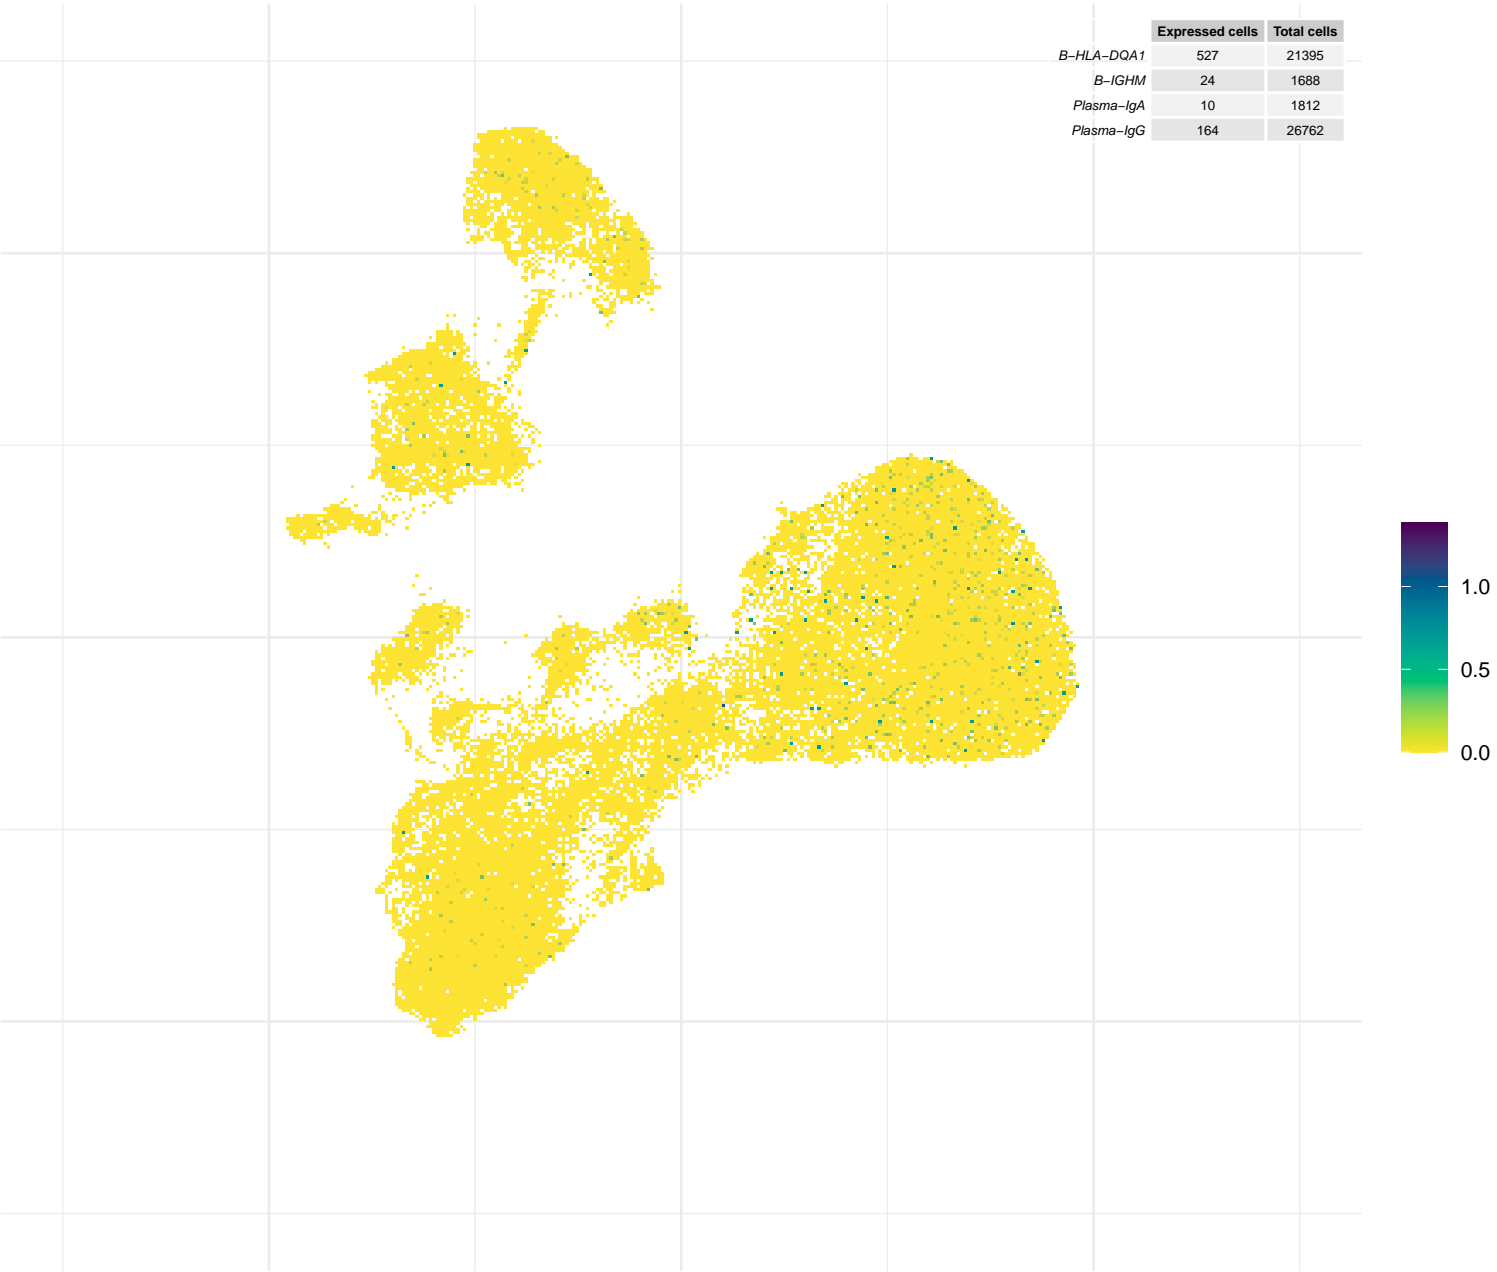 Expressed cells Total cells
B−HLA−DQA1 527 21395
B−IGHM 24 1688
Plasma−IgA 10 1812
Plasma−IgG 164 26762
1.0
0.5
0.0